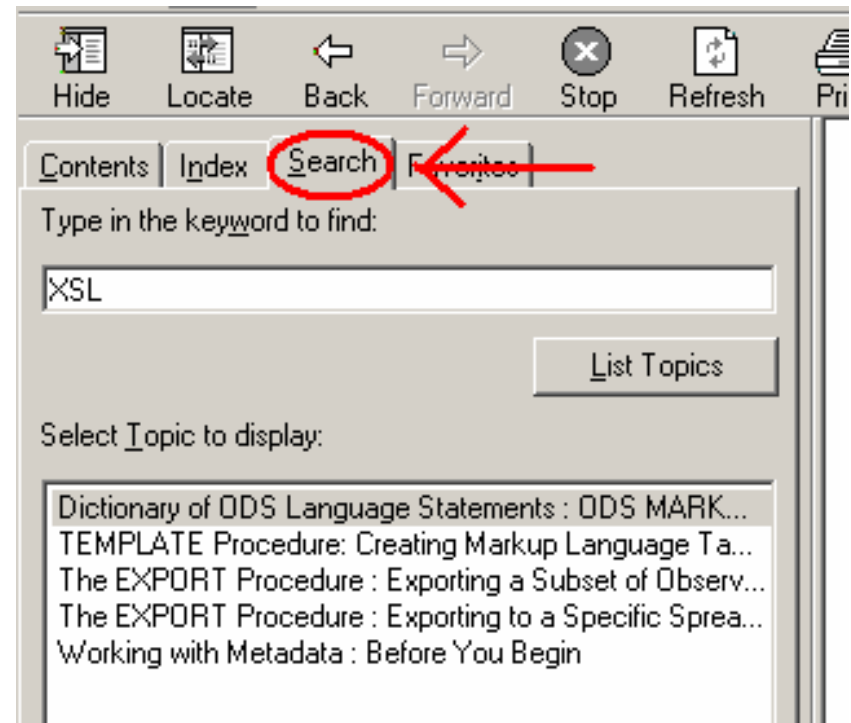 Hide Locate Back Forward Stop Refresh Pri
Contents Index Search Favorites
Type in the keyword to find:
XSL
List Topics
Select Topic to display:
Dictionary of ODS Language Statements : ODS MARK...
TEMPLATE Procedure: Creating Markup Language Ta...
The EXPORT Procedure : Exporting a Subset of Observ...
The EXPORT Procedure : Exporting to a Specific Sprea...
Working with Metadata : Before You Begin